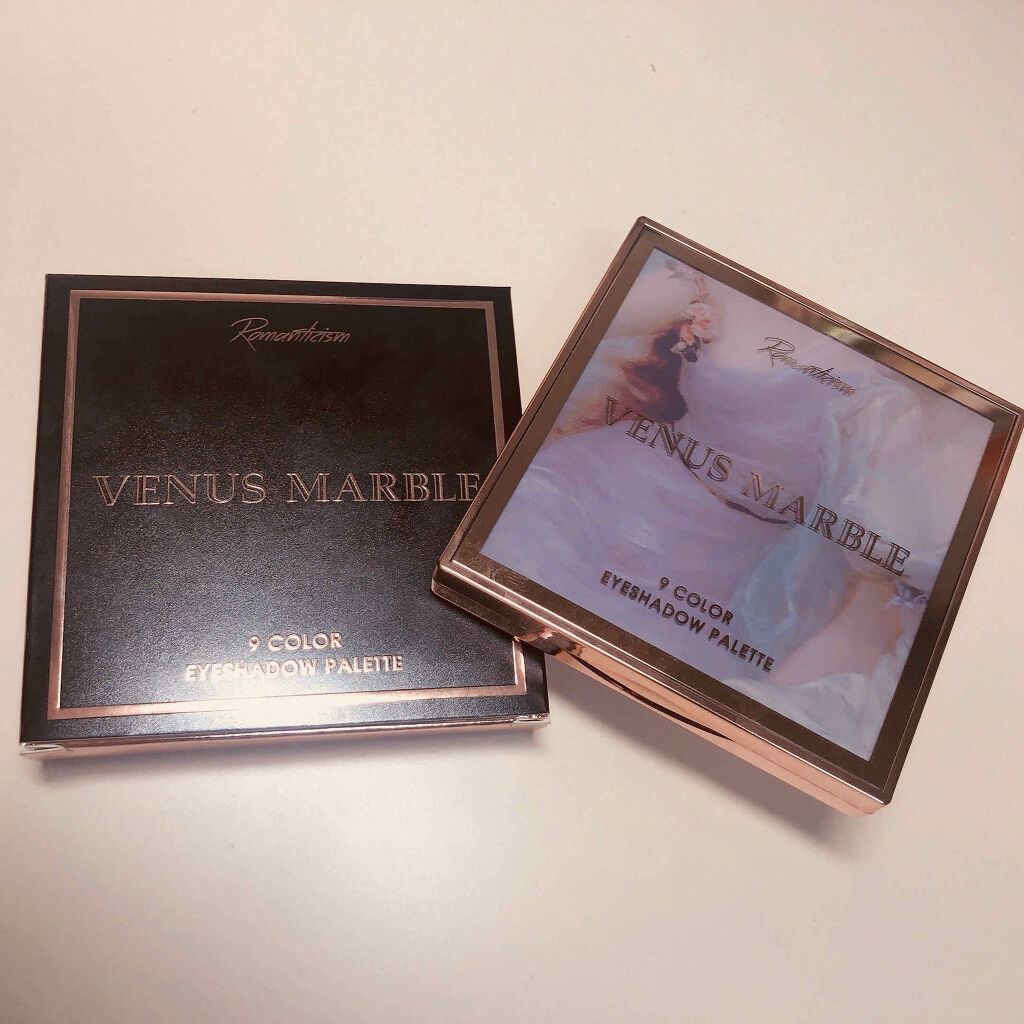 Romanticism
VENUS MARBLE
9 COLOR
EYESHADOW PALETTE
Romanticism
VENUS MARBLE
9 COLOR
EYESHADOW PALETTE